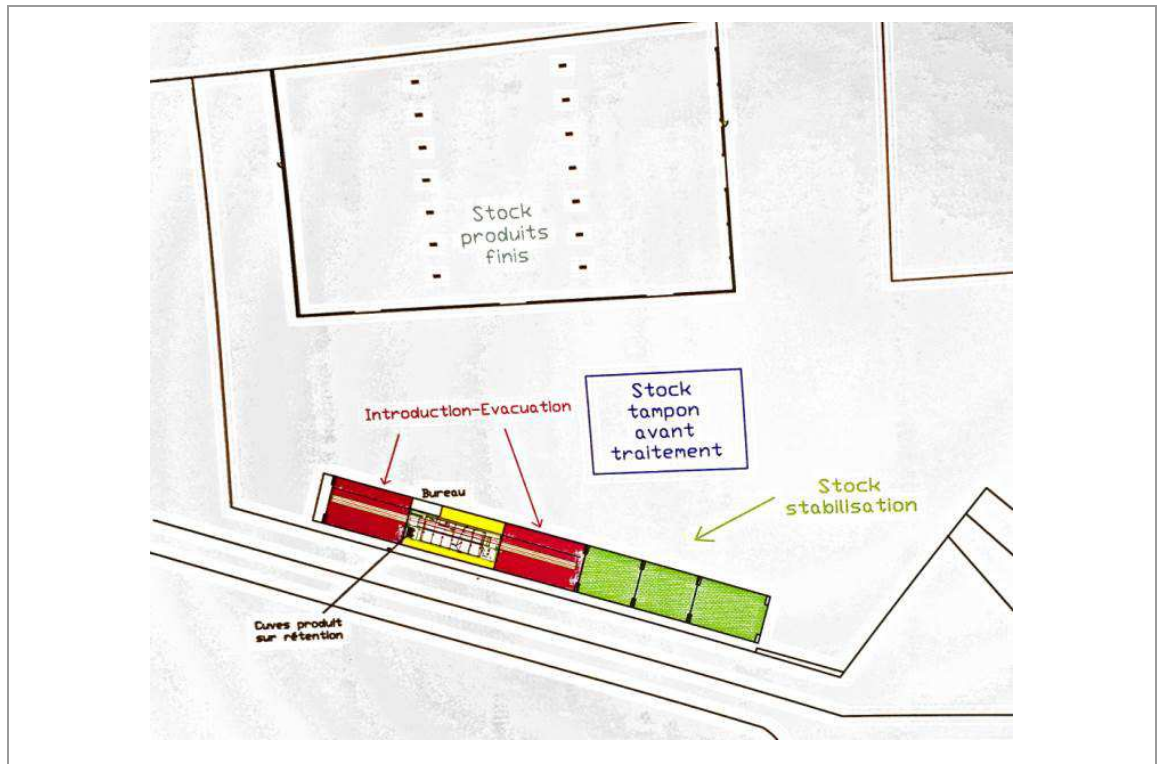 Stock
produits
finis
Stock
tampon
avant
traitement
Introduction-Evacuation
Bureau
Stock
stabilisation
Cuves produit
sur rétention